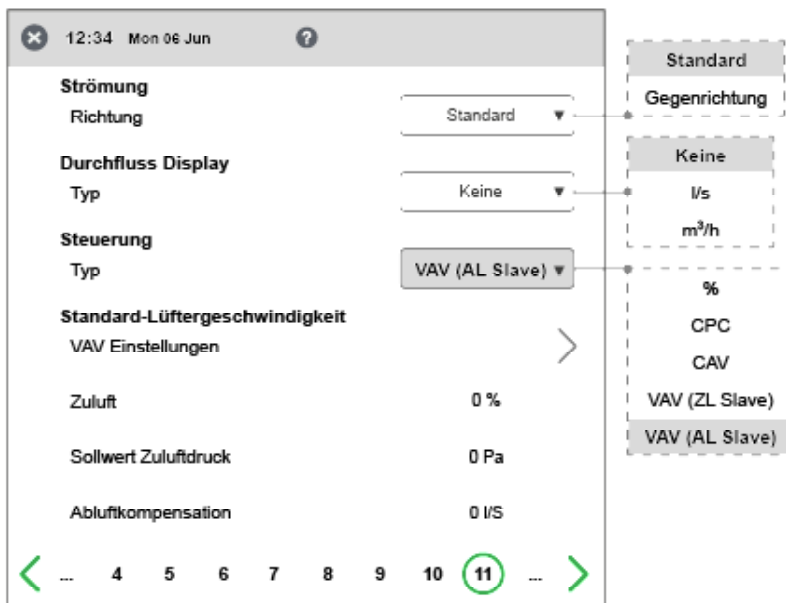 12:34 Mon 06 Jun ?
Strömung
Richtung Standard
Durchfluss Display
Typ Keine
Steuerung
Typ VAV (AL Slave)
Standard-Lüftergeschwindigkeit
VAV Einstellungen
Zuluft 0 %
Sollwert Zuluftdruck 0 Pa
Abluftkompensation 0 l/S
... 4 5 6 7 8 9 10 11 ...
Standard
Gegenrichtung
Keine
l/s
m³/h
%
CPC
CAV
VAV (ZL Slave)
VAV (AL Slave)